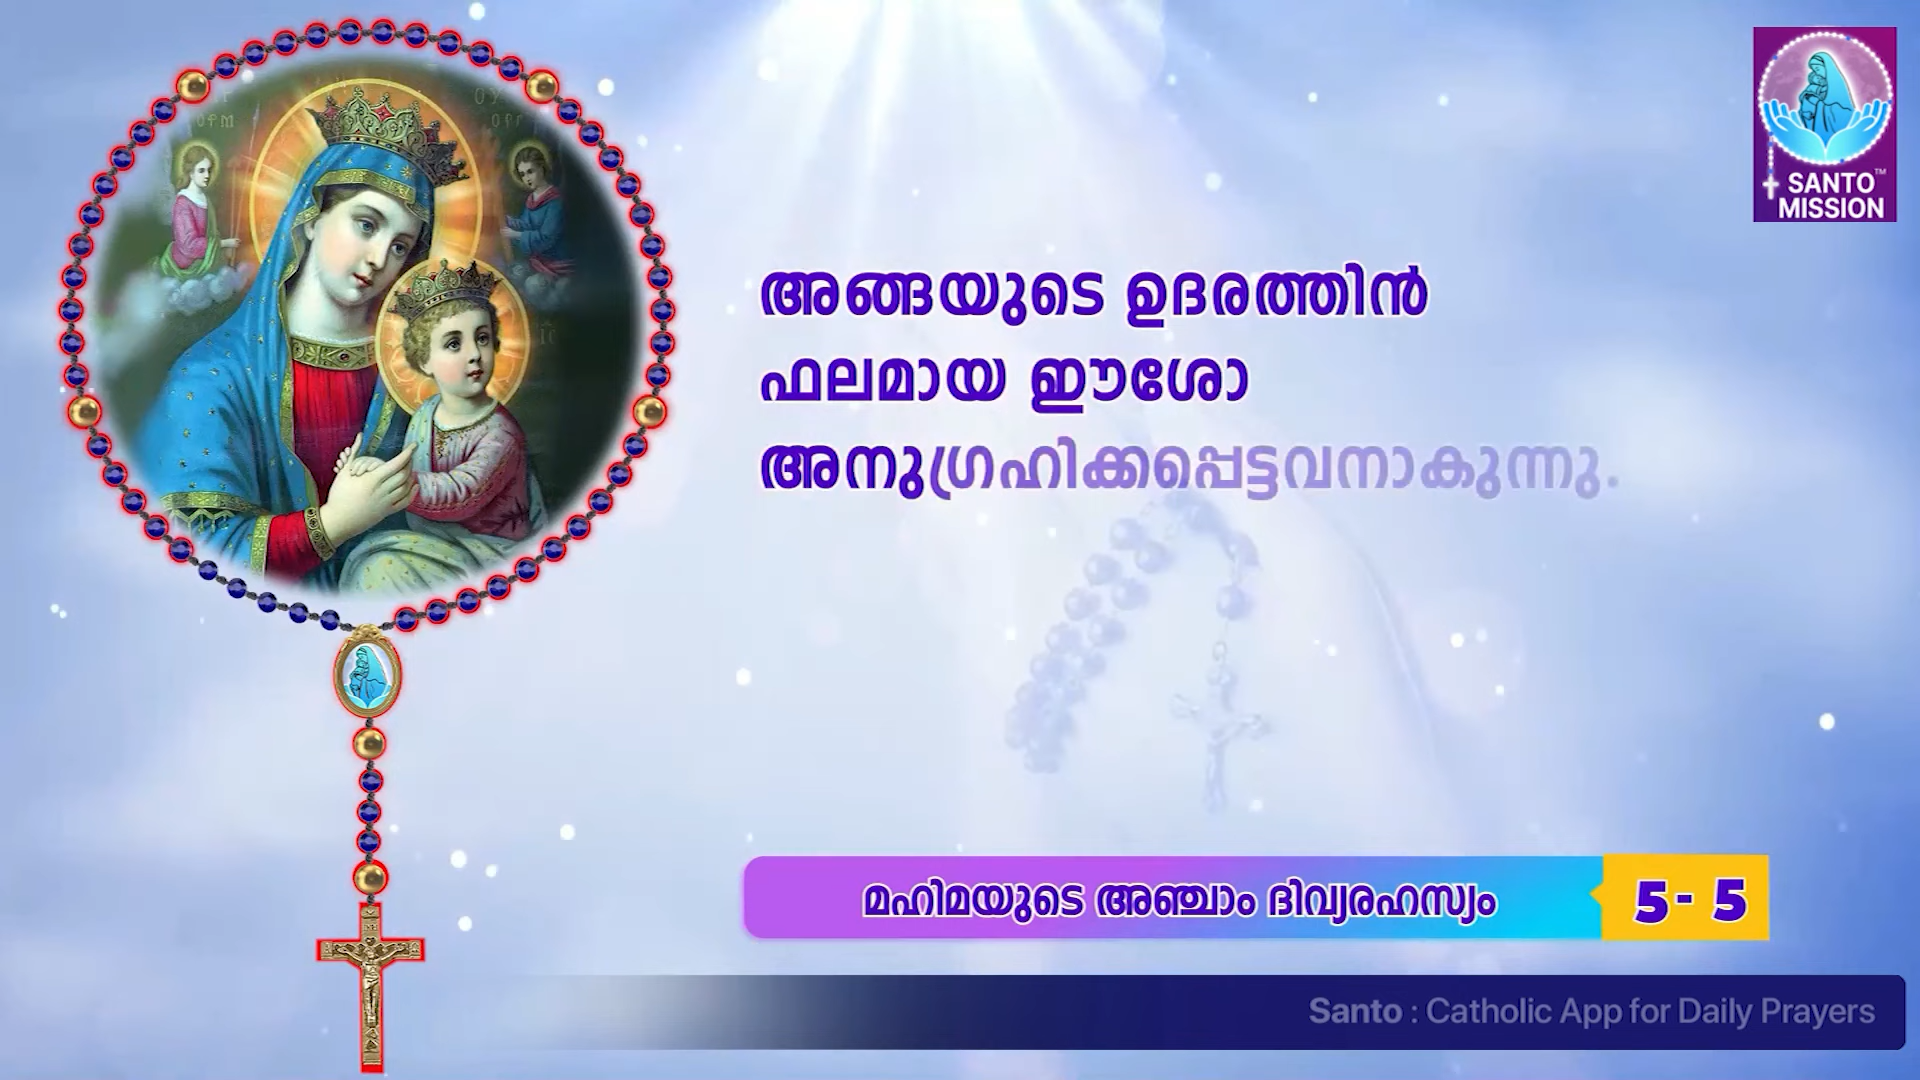 SANTO™
MISSION
അങ്ങയുടെ ഉദരത്തിൻ
ഫലമായ ഈശോ
അനുഗ്രഹിക്കപ്പെട്ടവനാകുന്നു.
മഹിമയുടെ അഞ്ചാം ദിവ്യരഹസ്യം
5 - 5
Santo : Catholic App for Daily Prayers